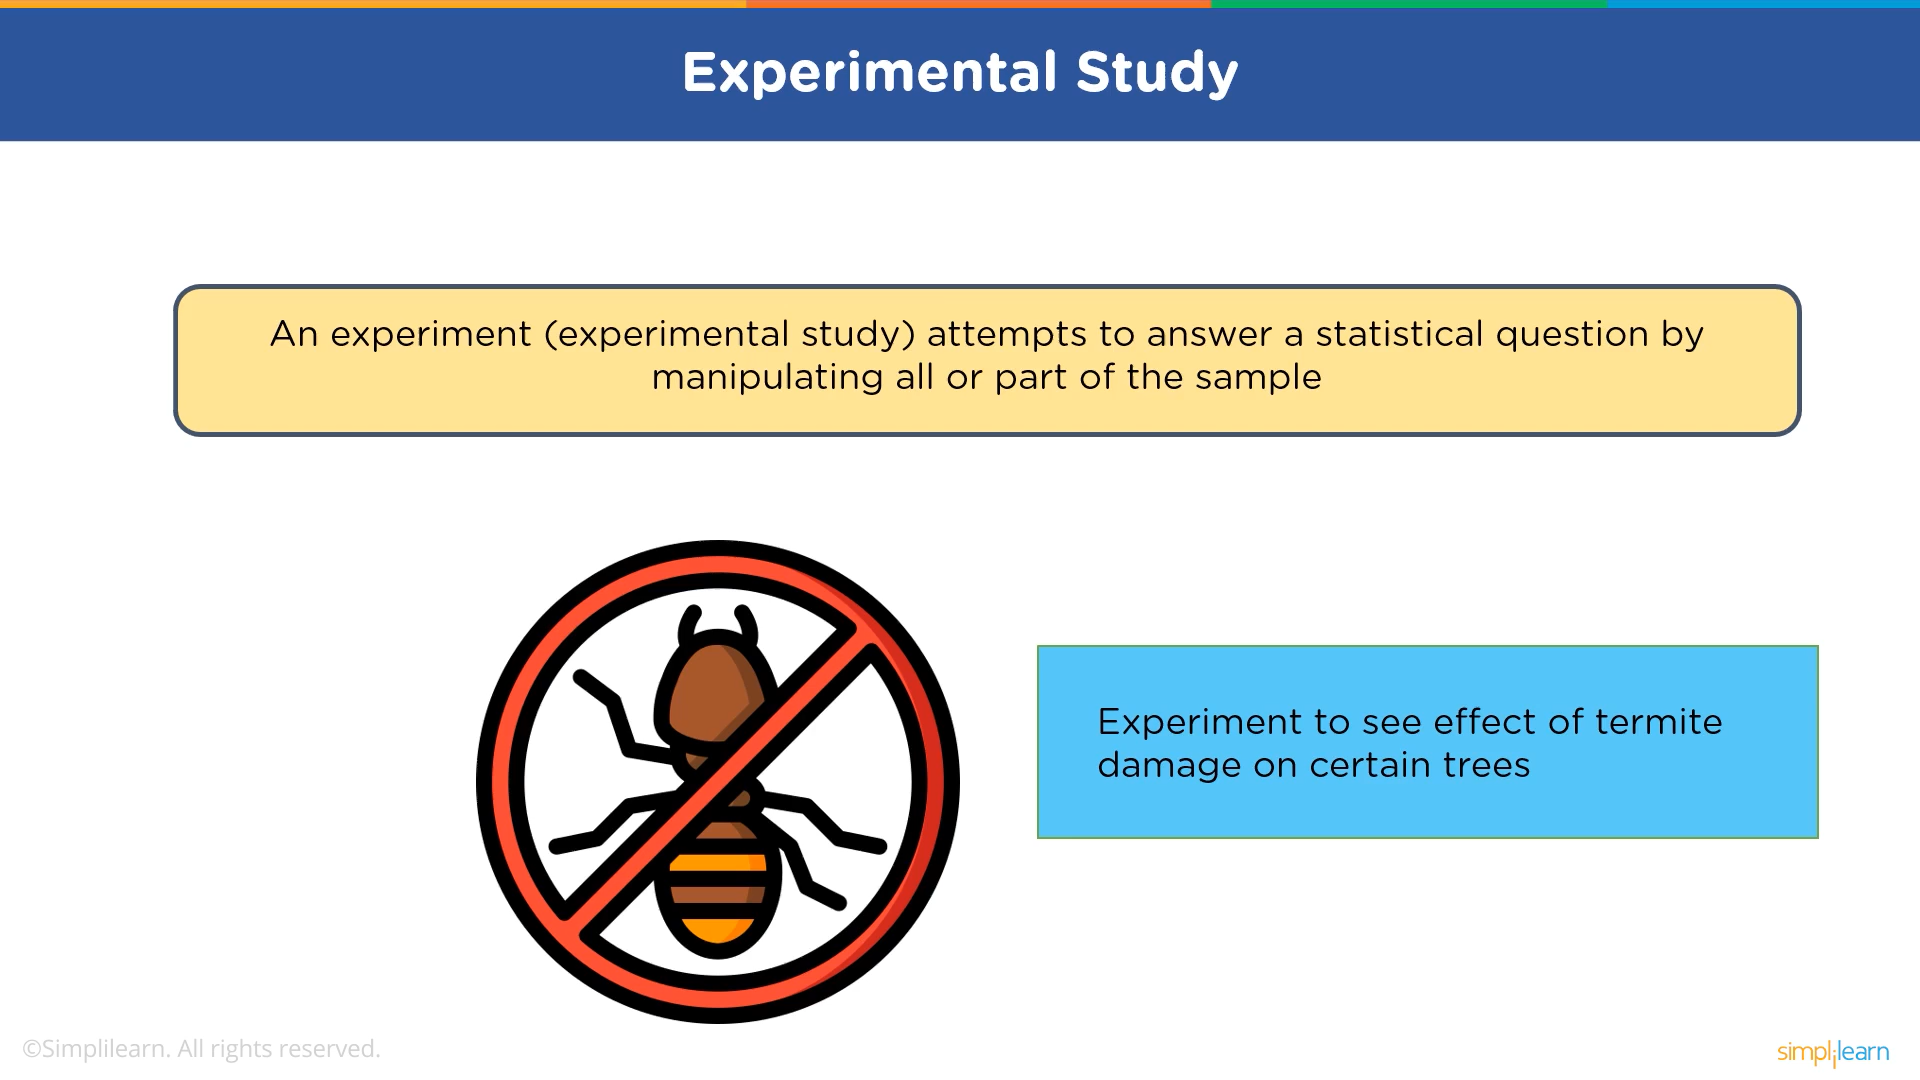 Experimental Study
An experiment (experimental study) attempts to answer a statistical question by
manipulating all or part of the sample
Experiment to see effect of termite
damage on certain trees
©Simplilearn. All rights reserved.
simplilearn